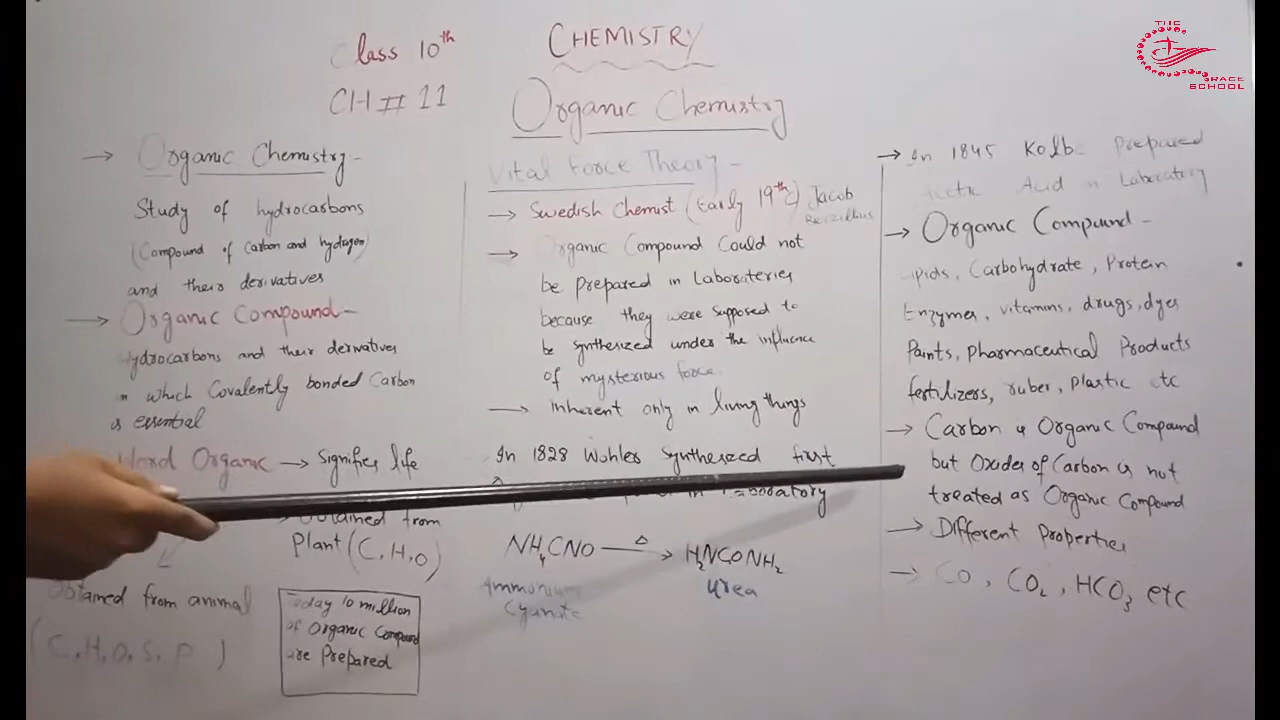 Class 10th
CHEMISTRY
CH # 11
Organic Chemistry
THE
GRACE
SCHOOL
→ Organic Chemistry-
Study of hydrocarbons
(Compound of Carbon and hydrogen)
and their derivatives
→ Organic Compound-
Hydrocarbons and their derivatives
in which Covalently bonded Carbon
is essential
Word Organic → Signifies life
→ Obtained from
Plant (C, H, O)
Obtained from animal
(C, H, O, S, P )
Today 10 million
of Organic Compound
are Prepared
Vital Force Theory -
→ Swedish Chemist (Early 19th c) Jacob
→ Organic Compound Could not
be prepared in Laborateries
because they were supposed to
be synthesized under the influence
of mysterious force.
→ Inherent only in living things
In 1828 Wohler Synthesized first
in Laboratory
NH4CNO —Δ→ H2NCONH2
Ammonium
Cyanate
Urea
→ In 1845 Kolbe Prepared
Acetic Acid in Laboratory
→ Organic Compound -
Lipids, Carbohydrate, Protein
Enzymes, vitamins, drugs, dyes
Paints, Pharmaceutical Products
fertilizers, ruber, Plastic etc
→ Carbon is Organic Compound
but Oxides of Carbon is not
treated as Organic Compound
→ Different Properties
→ CO, CO2, HCO3 etc